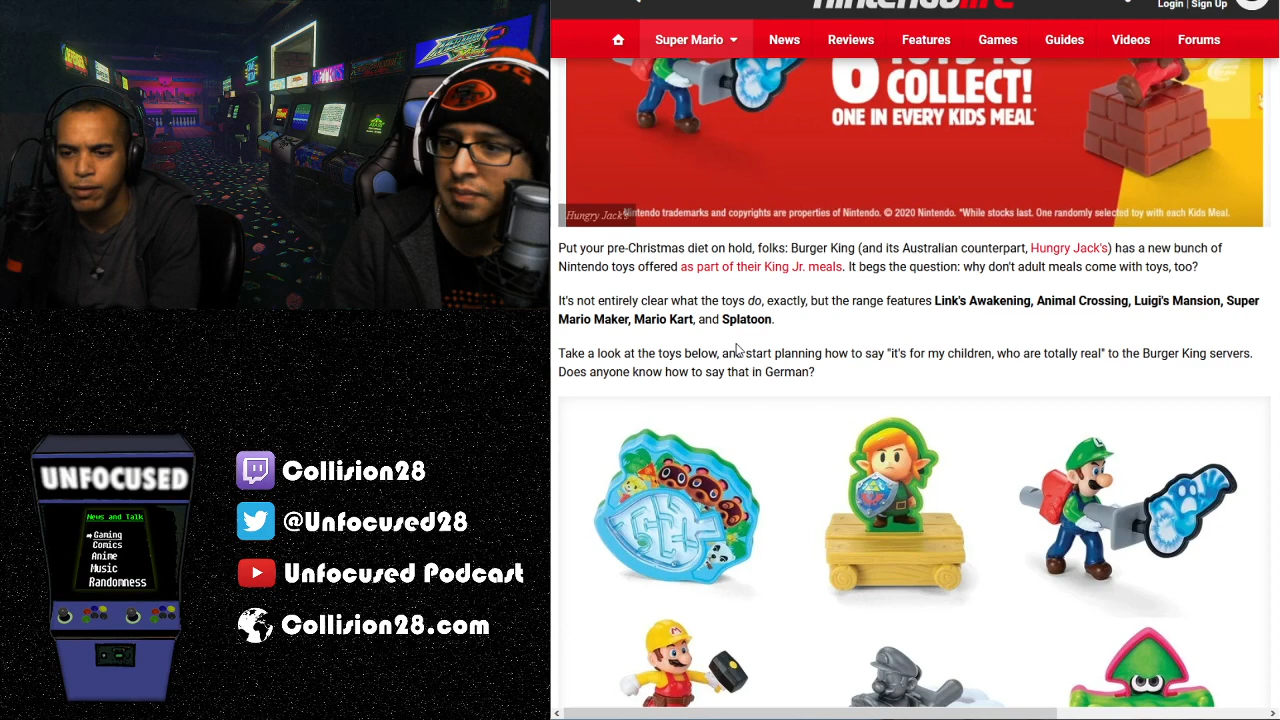 nintendolife
Login | Sign Up
Super Mario
News
Reviews
Features
Games
Guides
Videos
Forums
6 TOYS TO
COLLECT!
ONE IN EVERY KIDS MEAL*
Hungry Jack's
Nintendo trademarks and copyrights are properties of Nintendo. © 2020 Nintendo. *While stocks last. One randomly selected toy with each Kids Meal.
Put your pre-Christmas diet on hold, folks: Burger King (and its Australian counterpart, Hungry Jack's) has a new bunch of
Nintendo toys offered as part of their King Jr. meals. It begs the question: why don't adult meals come with toys, too?
It's not entirely clear what the toys do, exactly, but the range features Link's Awakening, Animal Crossing, Luigi's Mansion, Super
Mario Maker, Mario Kart, and Splatoon.
Take a look at the toys below, and start planning how to say "it's for my children, who are totally real" to the Burger King servers.
Does anyone know how to say that in German?
UNFOCUSED
News and Talk
Gaming
Comics
Anime
Music
Randomness
Collision28
@Unfocused28
Unfocused Podcast
Collision28.com